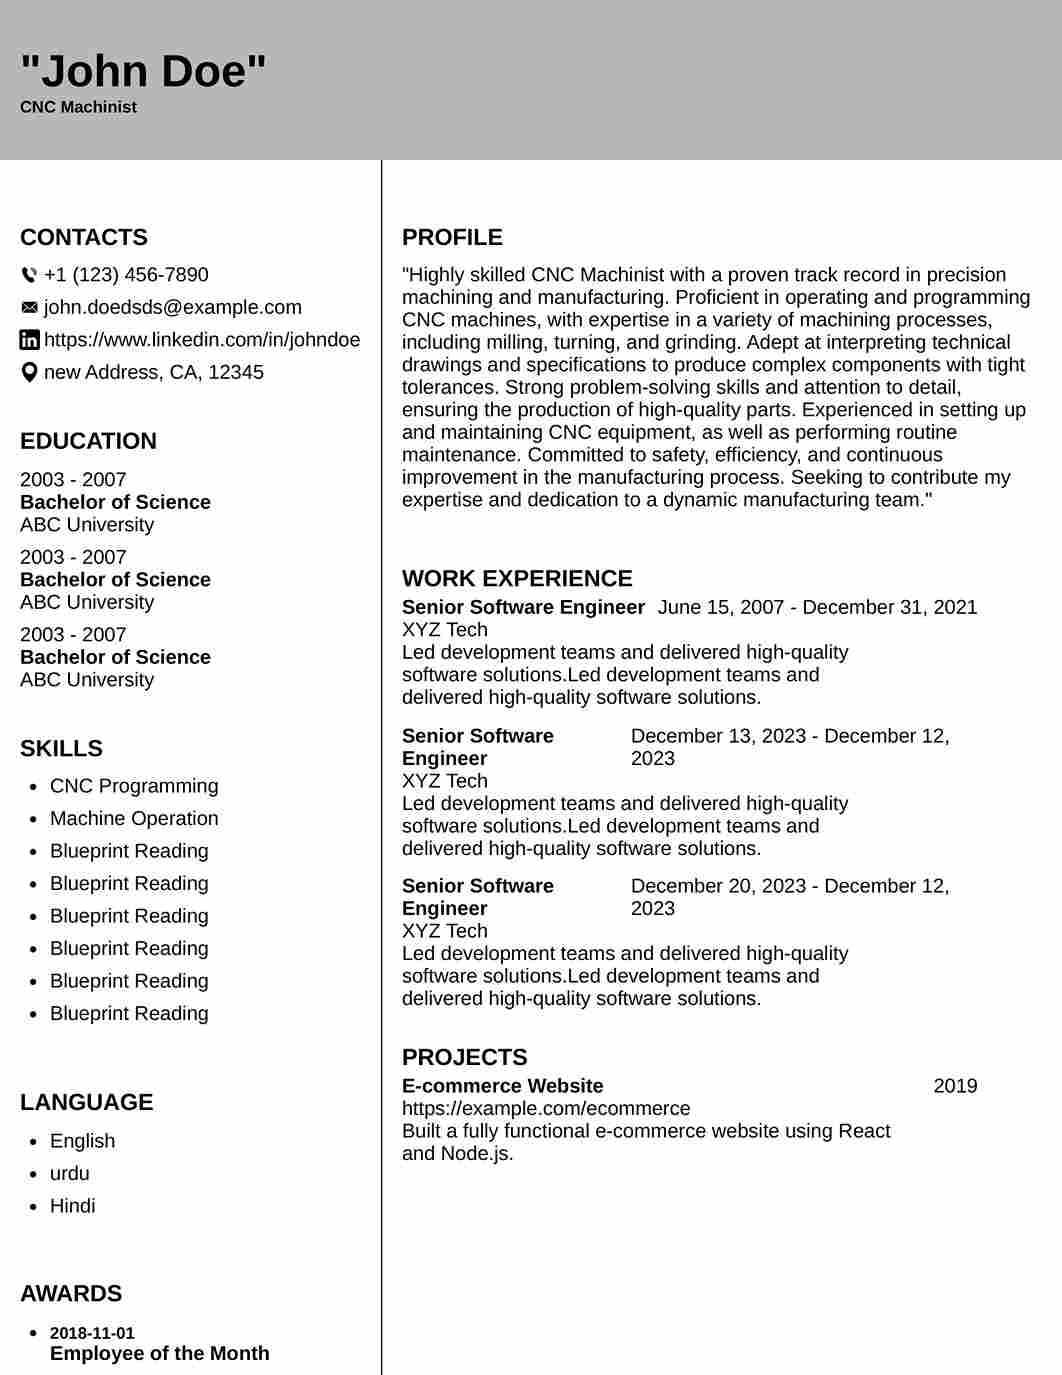 "John Doe"
CNC Machinist
CONTACTS
+1 (123) 456-7890
john.doedsds@example.com
https://www.linkedin.com/in/johndoe
new Address, CA, 12345
EDUCATION
2003 - 2007
Bachelor of Science
ABC University
2003 - 2007
Bachelor of Science
ABC University
2003 - 2007
Bachelor of Science
ABC University
SKILLS
• CNC Programming
• Machine Operation
• Blueprint Reading
• Blueprint Reading
• Blueprint Reading
• Blueprint Reading
• Blueprint Reading
• Blueprint Reading
LANGUAGE
• English
• urdu
• Hindi
AWARDS
• 2018-11-01
Employee of the Month
PROFILE
"Highly skilled CNC Machinist with a proven track record in precision
machining and manufacturing. Proficient in operating and programming
CNC machines, with expertise in a variety of machining processes,
including milling, turning, and grinding. Adept at interpreting technical
drawings and specifications to produce complex components with tight
tolerances. Strong problem-solving skills and attention to detail,
ensuring the production of high-quality parts. Experienced in setting up
and maintaining CNC equipment, as well as performing routine
maintenance. Committed to safety, efficiency, and continuous
improvement in the manufacturing process. Seeking to contribute my
expertise and dedication to a dynamic manufacturing team."
WORK EXPERIENCE
Senior Software Engineer June 15, 2007 - December 31, 2021
XYZ Tech
Led development teams and delivered high-quality
software solutions.Led development teams and
delivered high-quality software solutions.
Senior Software December 13, 2023 - December 12,
Engineer 2023
XYZ Tech
Led development teams and delivered high-quality
software solutions.Led development teams and
delivered high-quality software solutions.
Senior Software December 20, 2023 - December 12,
Engineer 2023
XYZ Tech
Led development teams and delivered high-quality
software solutions.Led development teams and
delivered high-quality software solutions.
PROJECTS
E-commerce Website 2019
https://example.com/ecommerce
Built a fully functional e-commerce website using React
and Node.js.